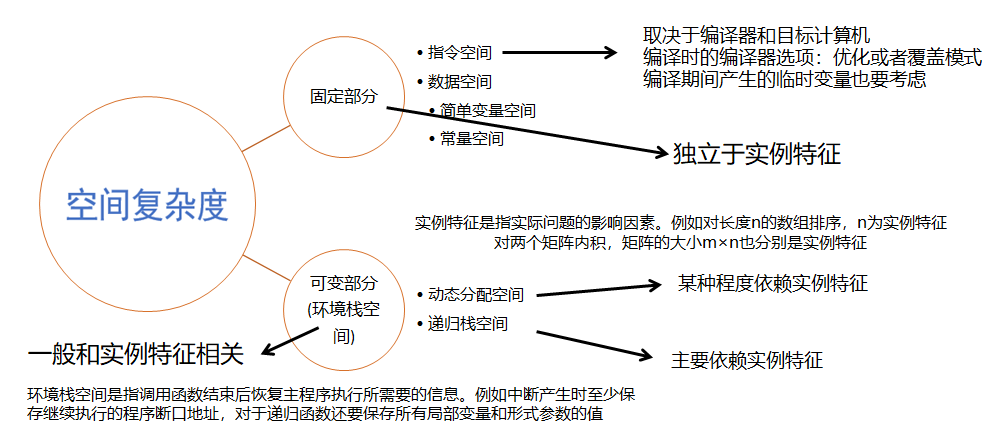 取决于编译器和目标计算机
编译时的编译器选项：优化或者覆盖模式
编译期间产生的临时变量也要考虑
• 指令空间
• 数据空间
• 简单变量空间
• 常量空间
固定部分
独立于实例特征
空间复杂度
实例特征是指实际问题的影响因素。例如对长度n的数组排序，n为实例特征
对两个矩阵内积，矩阵的大小m×n也分别是实例特征
可变部分
(环境栈空
间)
• 动态分配空间
• 递归栈空间
某种程度依赖实例特征
主要依赖实例特征
一般和实例特征相关
环境栈空间是指调用函数结束后恢复主程序执行所需要的信息。例如中断产生时至少保
存继续执行的程序断口地址，对于递归函数还要保存所有局部变量和形式参数的值